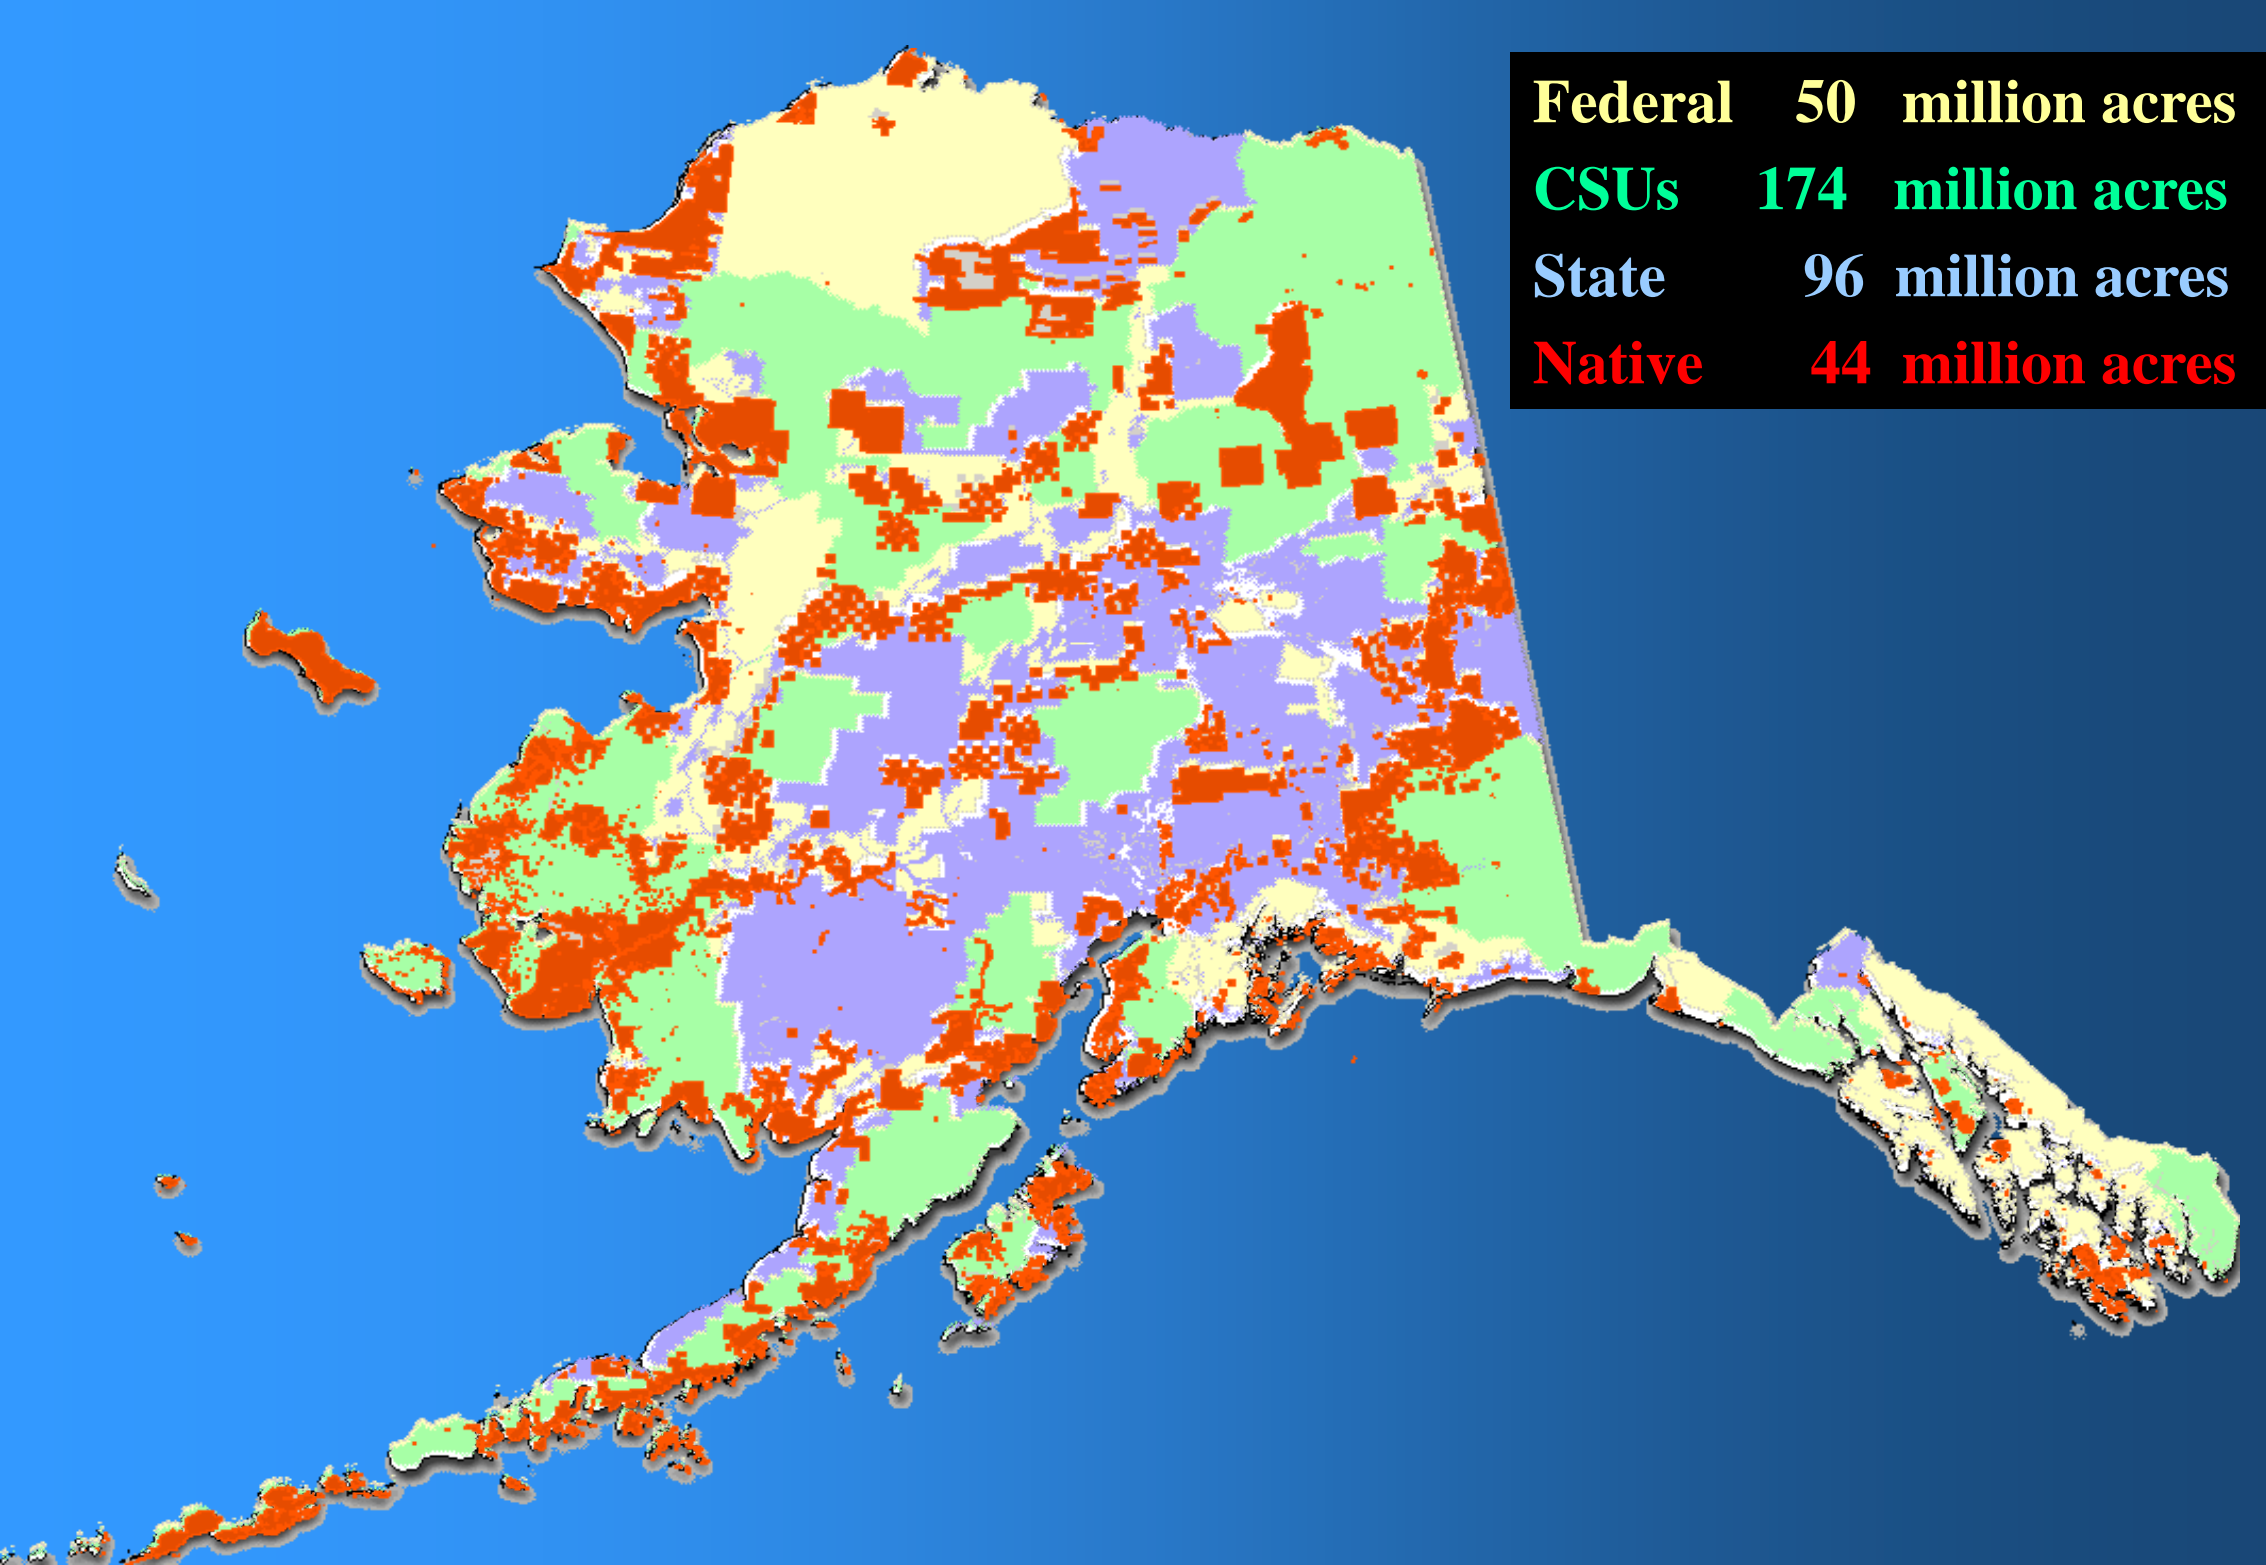 Federal 50 million acres
CSUs 174 million acres
State 96 million acres
Native 44 million acres